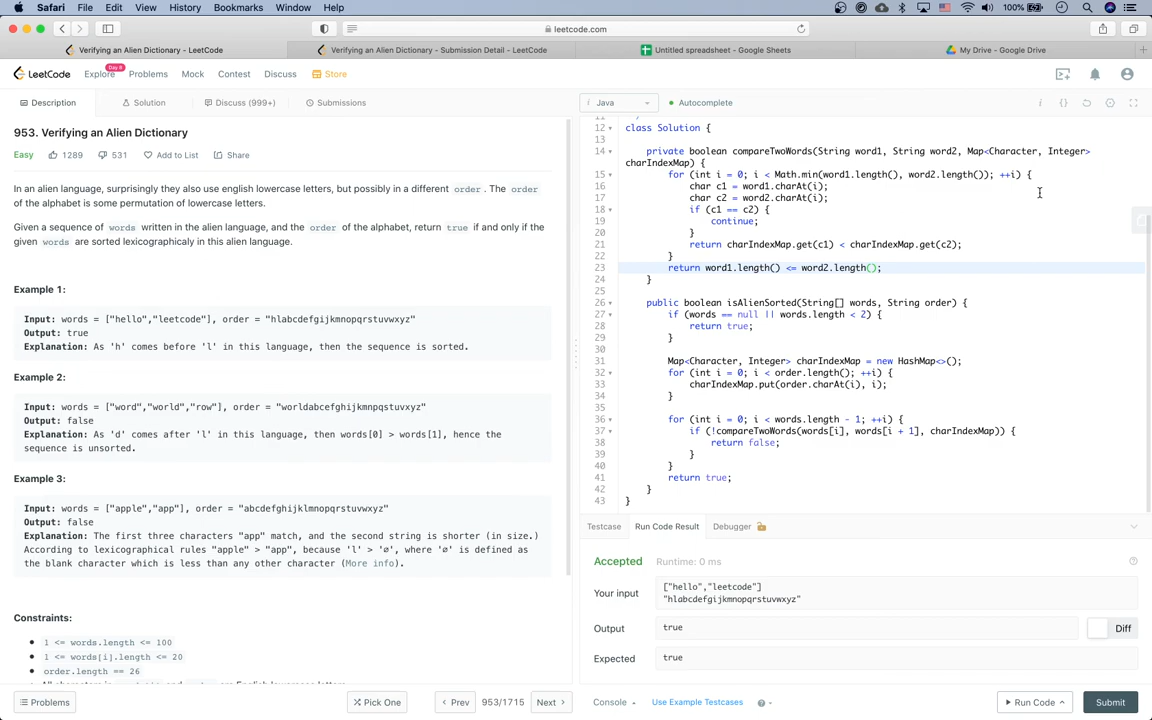 Safari File Edit View History Bookmarks Window Help 100%
leetcode.com
Verifying an Alien Dictionary - LeetCode
Verifying an Alien Dictionary - Submission Detail - LeetCode
Untitled spreadsheet - Google Sheets
My Drive - Google Drive
LeetCode Explore Day 8 Problems Mock Contest Discuss Store
Description Solution Discuss (999+) Submissions
953. Verifying an Alien Dictionary
Easy 1289 531 Add to List Share
In an alien language, surprisingly they also use english lowercase letters, but possibly in a different order. The order
of the alphabet is some permutation of lowercase letters.
Given a sequence of words written in the alien language, and the order of the alphabet, return true if and only if the
given words are sorted lexicographicaly in this alien language.
Example 1:
Input: words = ["hello","leetcode"], order = "hlabcdefgijkmnopqrstuvwxyz"
Output: true
Explanation: As 'h' comes before 'l' in this language, then the sequence is sorted.
Example 2:
Input: words = ["word","world","row"], order = "worldabcefghijkmnpqstuvxyz"
Output: false
Explanation: As 'd' comes after 'l' in this language, then words[0] > words[1], hence the
sequence is unsorted.
Example 3:
Input: words = ["apple","app"], order = "abcdefghijklmnopqrstuvwxyz"
Output: false
Explanation: The first three characters "app" match, and the second string is shorter (in size.)
According to lexicographical rules "apple" > "app", because 'l' > '∅', where '∅' is defined as
the blank character which is less than any other character (More info).
Constraints:
1 <= words.length <= 100
1 <= words[i].length <= 20
order.length == 26
Problems Pick One Prev 953/1715 Next
Java Autocomplete
12 class Solution {
13
14 private boolean compareTwoWords(String word1, String word2, Map<Character, Integer>
charIndexMap) {
15 for (int i = 0; i < Math.min(word1.length(), word2.length()); ++i) {
16 char c1 = word1.charAt(i);
17 char c2 = word2.charAt(i);
18 if (c1 == c2) {
19 continue;
20 }
21 return charIndexMap.get(c1) < charIndexMap.get(c2);
22 }
23 return word1.length() <= word2.length();
24 }
25
26 public boolean isAlienSorted(String[] words, String order) {
27 if (words == null || words.length < 2) {
28 return true;
29 }
30
31 Map<Character, Integer> charIndexMap = new HashMap<>();
32 for (int i = 0; i < order.length(); ++i) {
33 charIndexMap.put(order.charAt(i), i);
34 }
35
36 for (int i = 0; i < words.length - 1; ++i) {
37 if (!compareTwoWords(words[i], words[i + 1], charIndexMap)) {
38 return false;
39 }
40 }
41 return true;
42 }
43 }
Testcase Run Code Result Debugger
Accepted Runtime: 0 ms
Your input
["hello","leetcode"]
"hlabcdefgijkmnopqrstuvwxyz"
Output true Diff
Expected true
Console Use Example Testcases Run Code Submit